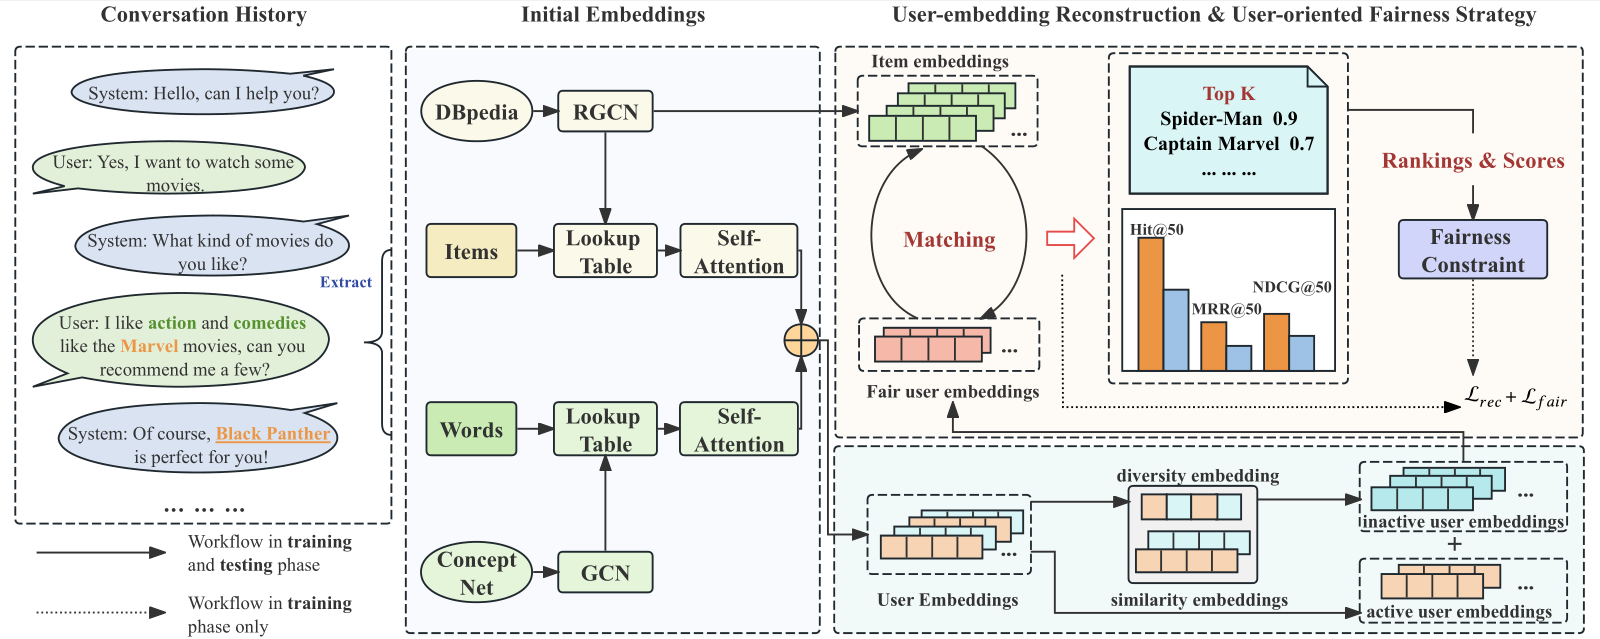 Conversation History
System: Hello, can I help you?
User: Yes, I want to watch some
movies.
System: What kind of movies do
you like?
Extract
User: I like action and comedies
like the Marvel movies, can you
recommend me a few?
System: Of course, Black Panther
is perfect for you!
... ... ...
Workflow in training
and testing phase
Workflow in training
phase only
Initial Embeddings
DBpedia
RGCN
Items
Lookup
Table
Self-
Attention
Words
Lookup
Table
Self-
Attention
Concept
Net
GCN
User-embedding Reconstruction & User-oriented Fairness Strategy
Item embeddings
...
Matching
...
Fair user embeddings
Top K
Spider-Man 0.9
Captain Marvel 0.7
... ... ...
Hit@50
MRR@50
NDCG@50
Rankings & Scores
Fairness
Constraint
ℒrec + ℒfair
...
User Embeddings
diversity embedding
similarity embeddings
...
inactive user embeddings
+
...
active user embeddings